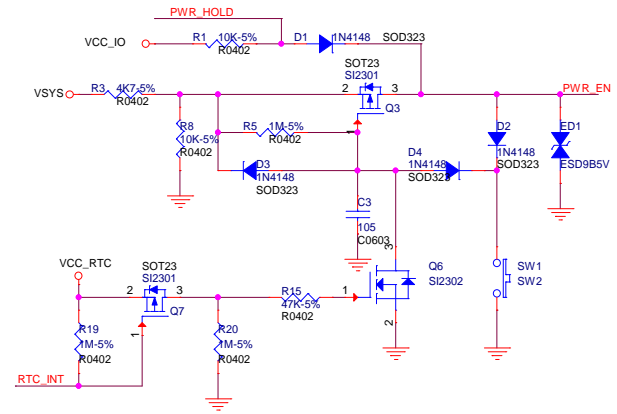 PWR_HOLD
VCC_IO
R1
10K-5%
R0402
D1
1N4148
SOD323
SOT23
SI2301
VSYS
R3
4K7-5%
R0402
2
3
Q3
1
PWR_EN
R8
10K-5%
R0402
R5
1M-5%
R0402
D3
1N4148
SOD323
D4
1N4148
SOD323
D2
1N4148
SOD323
ED1
ESD9B5V
C3
105
C0603
VCC_RTC
SOT23
SI2301
2
3
Q7
1
R15
47K-5%
R0402
1
3
2
Q6
SI2302
SW1
SW2
R19
1M-5%
R0402
R20
1M-5%
R0402
RTC_INT